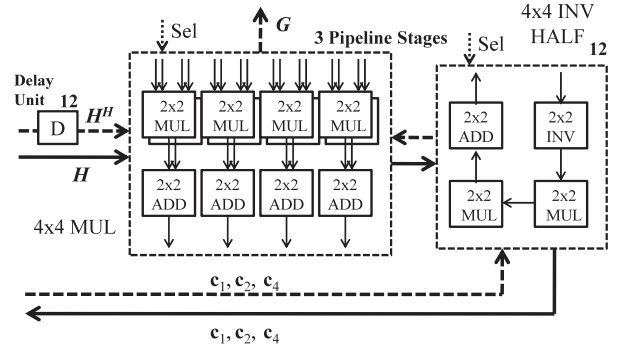 4x4 INV
HALF 12
Sel
G
3 Pipeline Stages
Sel
Delay
Unit 12
D
H^H
H
2x2
MUL
2x2
MUL
2x2
MUL
2x2
MUL
2x2
ADD
2x2
ADD
2x2
ADD
2x2
ADD
4x4 MUL
2x2
ADD
2x2
INV
2x2
MUL
2x2
MUL
c₁, c₂, c₄
c₁, c₂, c₄